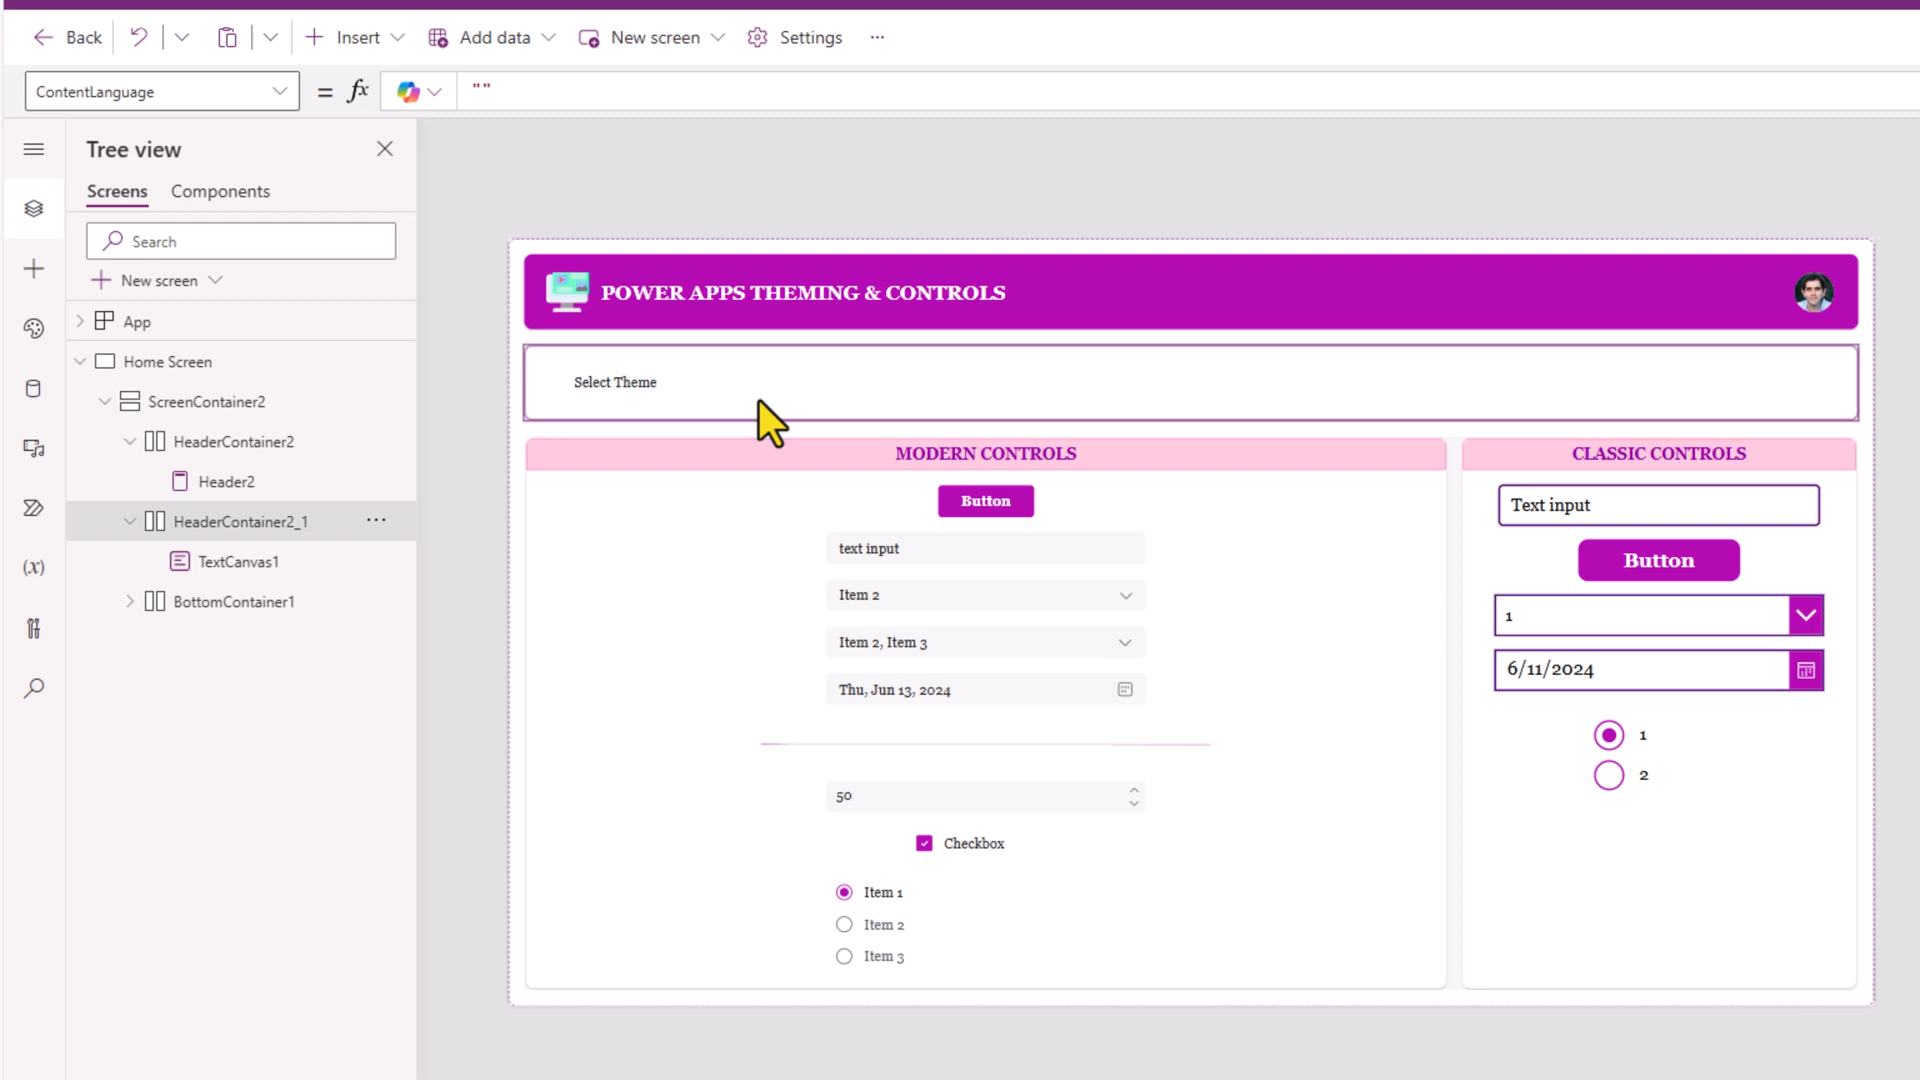 Back
Insert
Add data
New screen
Settings
...
ContentLanguage
= fx
""
Tree view
Screens
Components
Search
New screen
App
Home Screen
ScreenContainer2
HeaderContainer2
Header2
HeaderContainer2_1
...
TextCanvas1
BottomContainer1
(x)
POWER APPS THEMING & CONTROLS
Select Theme
MODERN CONTROLS
Button
text input
Item 2
Item 2, Item 3
Thu, Jun 13, 2024
50
Checkbox
Item 1
Item 2
Item 3
CLASSIC CONTROLS
Text input
Button
1
6/11/2024
1
2